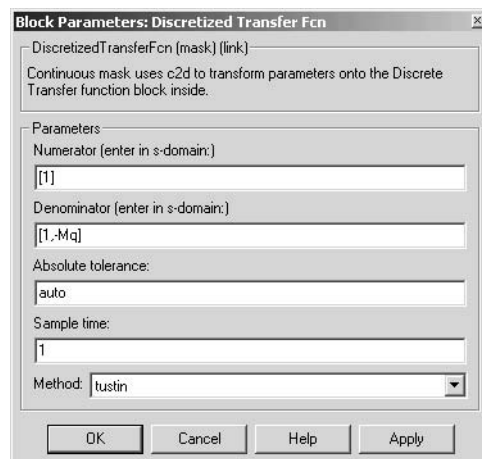 Block Parameters: Discretized Transfer Fcn
DiscretizedTransferFcn (mask) (link)
Continuous mask uses c2d to transform parameters onto the Discrete
Transfer function block inside.
Parameters
Numerator (enter in s-domain:)
[1]
Denominator (enter in s-domain:)
[1,-Mq]
Absolute tolerance:
auto
Sample time:
1
Method: tustin
OK Cancel Help Apply